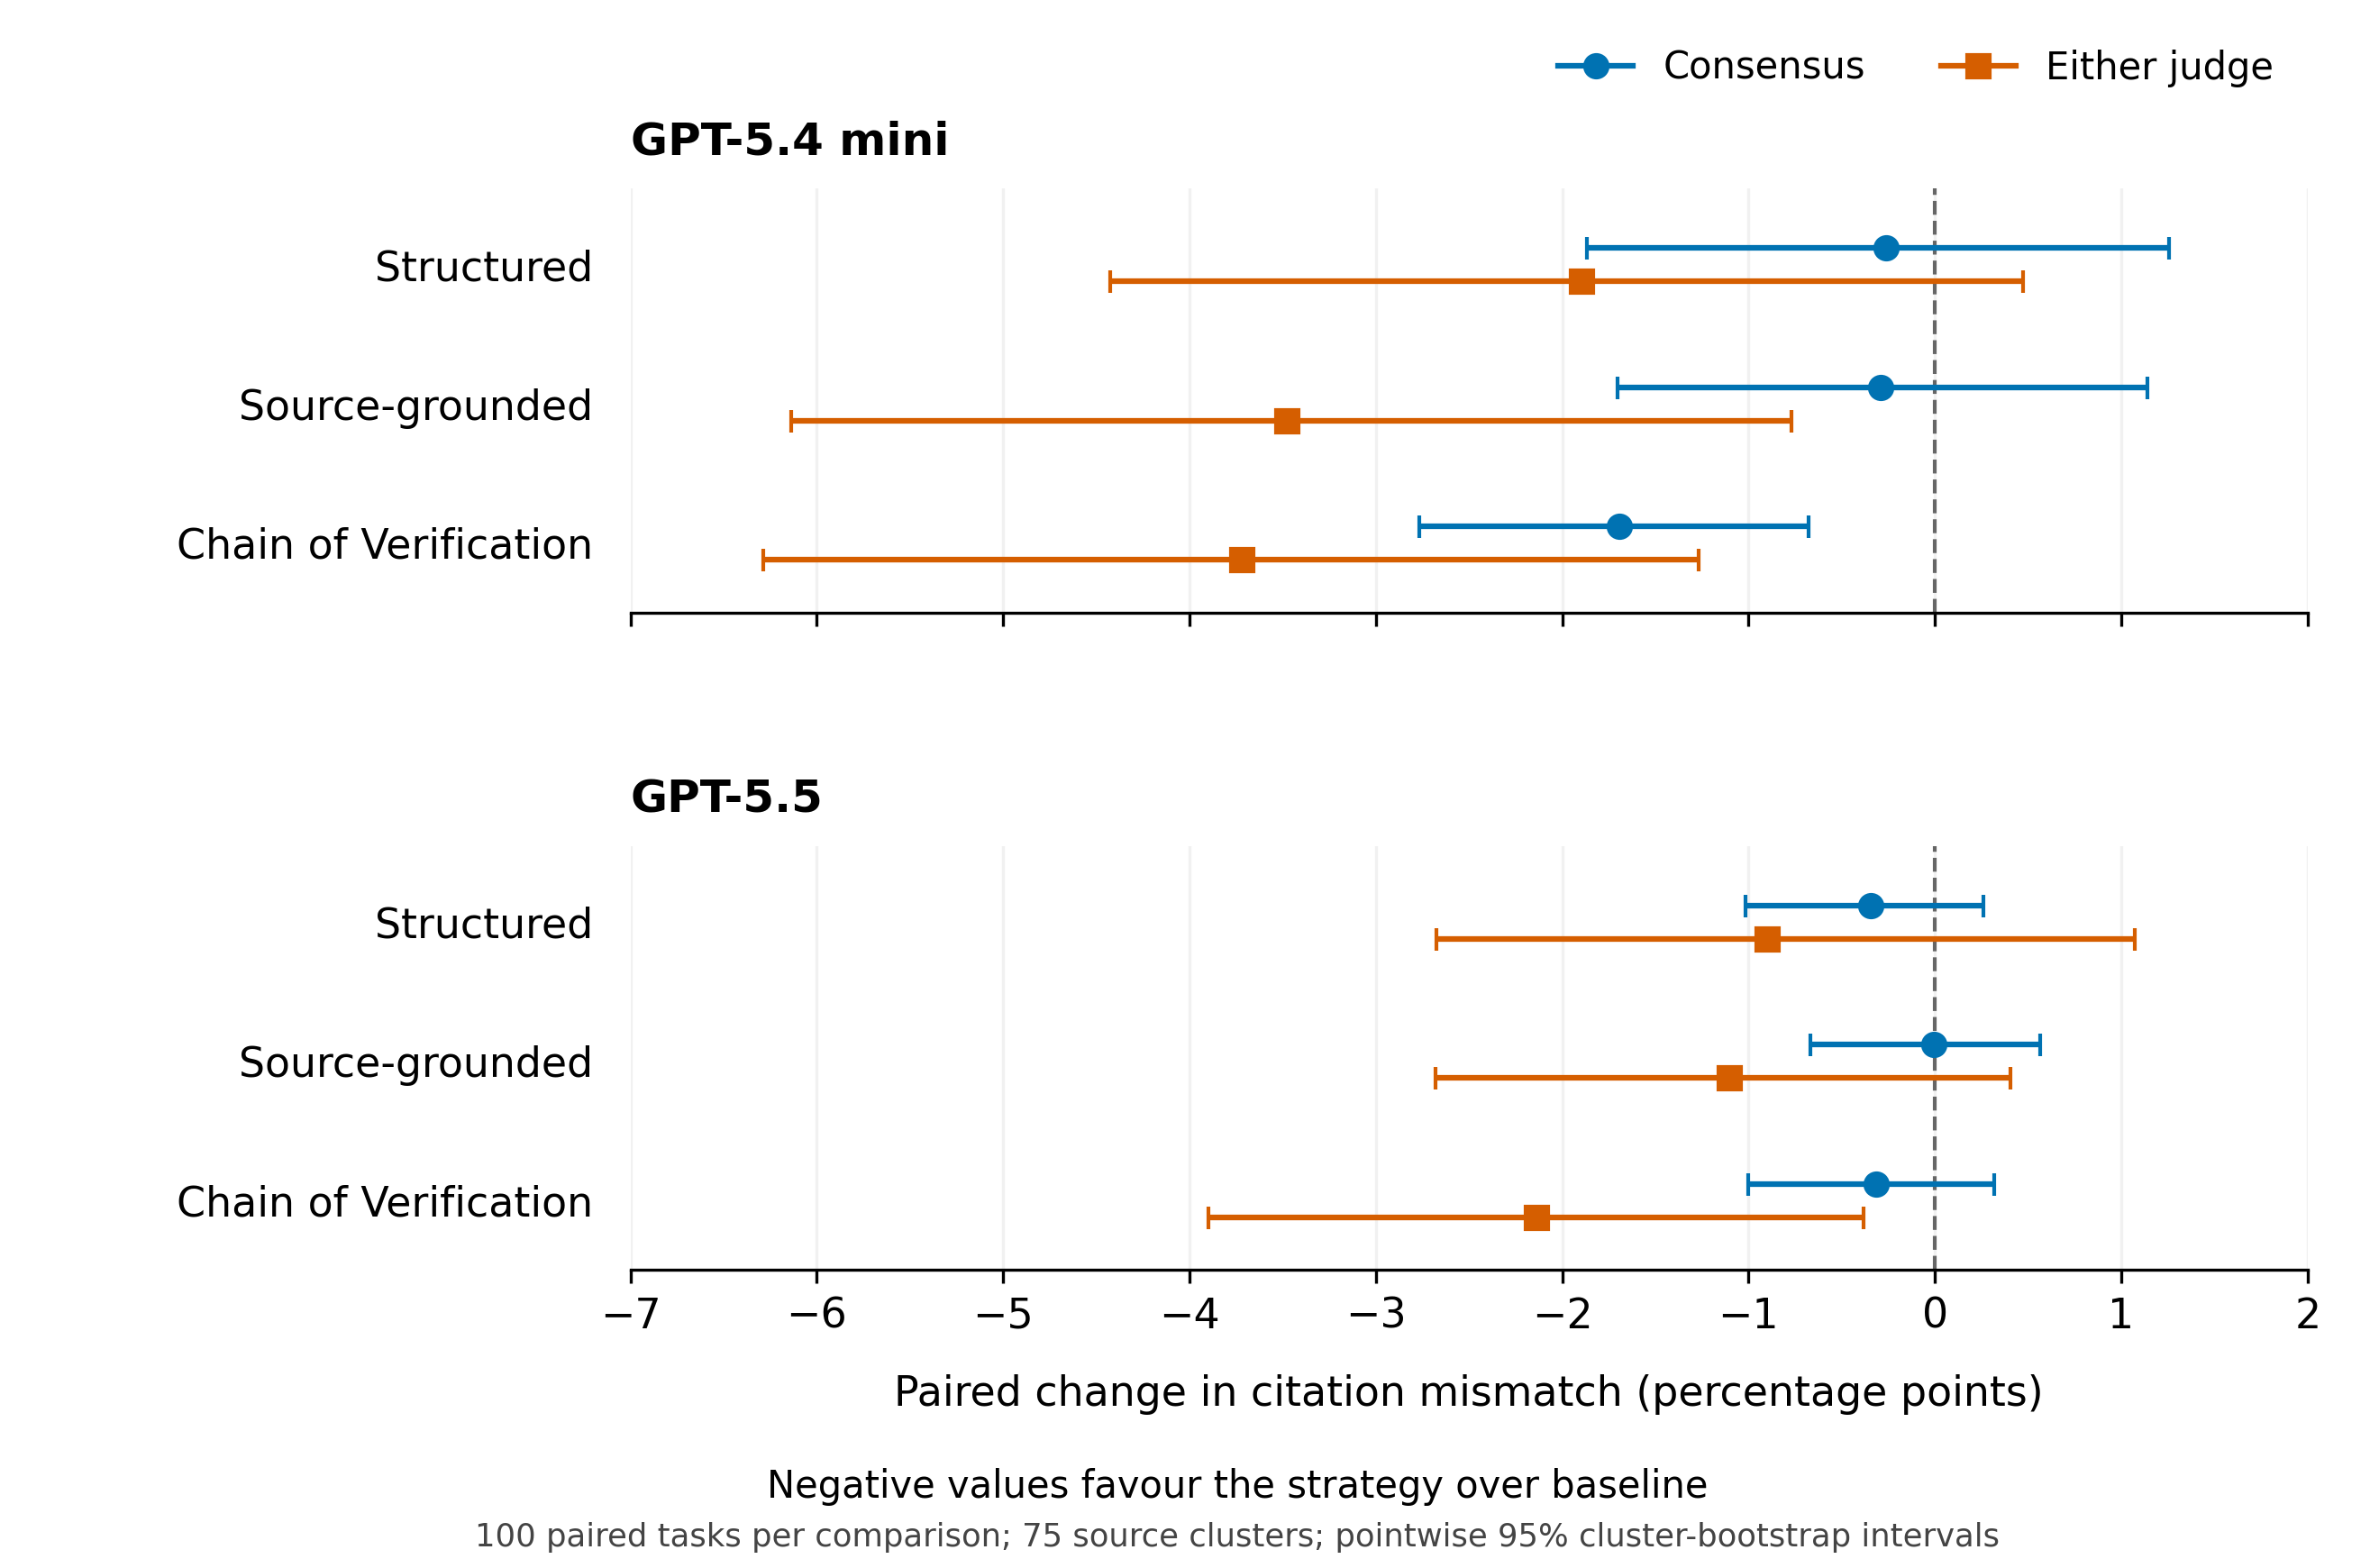 Consensus Either judge
GPT-5.4 mini
Structured
Source-grounded
Chain of Verification
GPT-5.5
Structured
Source-grounded
Chain of Verification
−7 −6 −5 −4 −3 −2 −1 0 1 2
Paired change in citation mismatch (percentage points)
Negative values favour the strategy over baseline
100 paired tasks per comparison; 75 source clusters; pointwise 95% cluster-bootstrap intervals